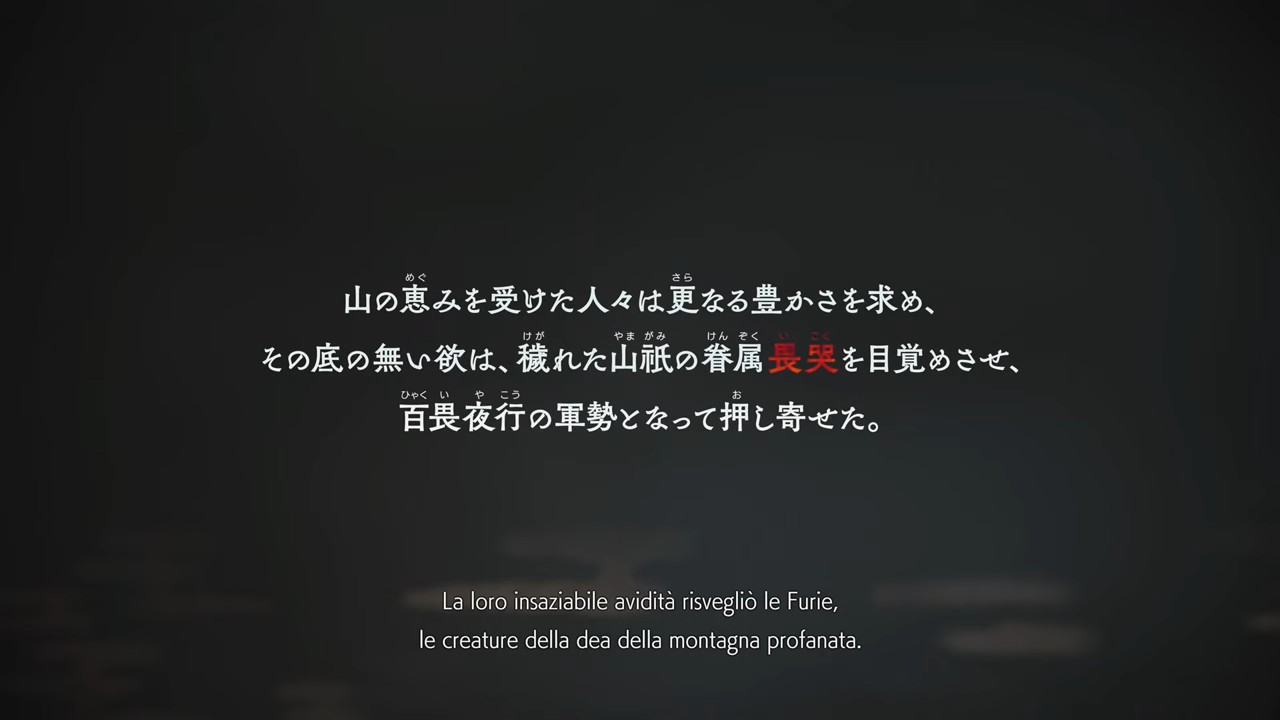 山の恵みを受けた人々は更なる豊かさを求め、
その底の無い欲は、穢れた山祇の眷属畏哭を目覚めさせ、
百畏夜行の軍勢となって押し寄せた。
La loro insaziabile avidità risvegliò le Furie,
le creature della dea della montagna profanata.